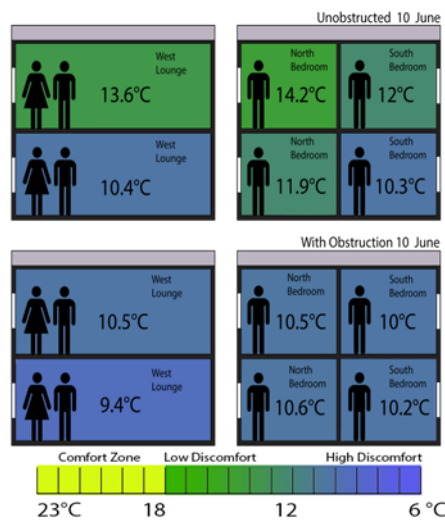 Unobstructed 10 June
West
Lounge
13.6°C
North
Bedroom
14.2°C
South
Bedroom
12°C
West
Lounge
10.4°C
North
Bedroom
11.9°C
South
Bedroom
10.3°C
With Obstruction 10 June
West
Lounge
10.5°C
North
Bedroom
10.5°C
South
Bedroom
10°C
West
Lounge
9.4°C
North
Bedroom
10.6°C
South
Bedroom
10.2°C
Comfort Zone Low Discomfort High Discomfort
23°C 18 12 6 °C